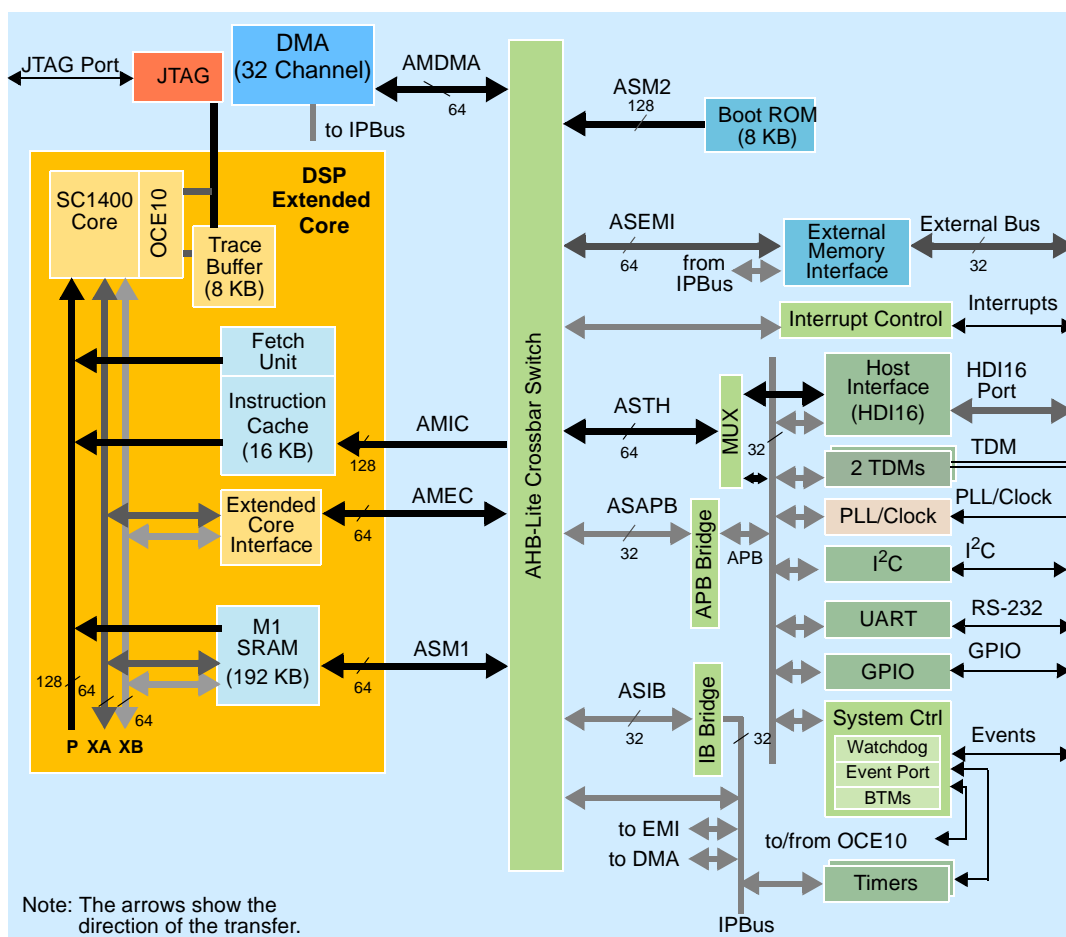 JTAG Port
JTAG
DMA
(32 Channel)
to IPBus
AMDMA
64
DSP
Extended
Core
SC1400
Core
OCE10
Trace
Buffer
(8 KB)
Fetch
Unit
Instruction
Cache
(16 KB)
AMIC
128
Extended
Core
Interface
AMEC
64
M1
SRAM
(192 KB)
ASM1
64
128
64
64
P XA XB
AHB-Lite Crossbar Switch
ASM2
128
Boot ROM
(8 KB)
ASEMI
64
from
IPBus
External
Memory
Interface
External Bus
32
Interrupt Control
Interrupts
ASTH
64
MUX
32
Host
Interface
(HDI16)
HDI16
Port
2 TDMs
TDM
ASAPB
32
APB Bridge
APB
PLL/Clock
PLL/Clock
I2C
I2C
UART
RS-232
GPIO
GPIO
ASIB
32
IB Bridge
32
System Ctrl
Watchdog
Event Port
BTMs
Events
to EMI
to DMA
to/from OCE10
Timers
IPBus
Note: The arrows show the
direction of the transfer.